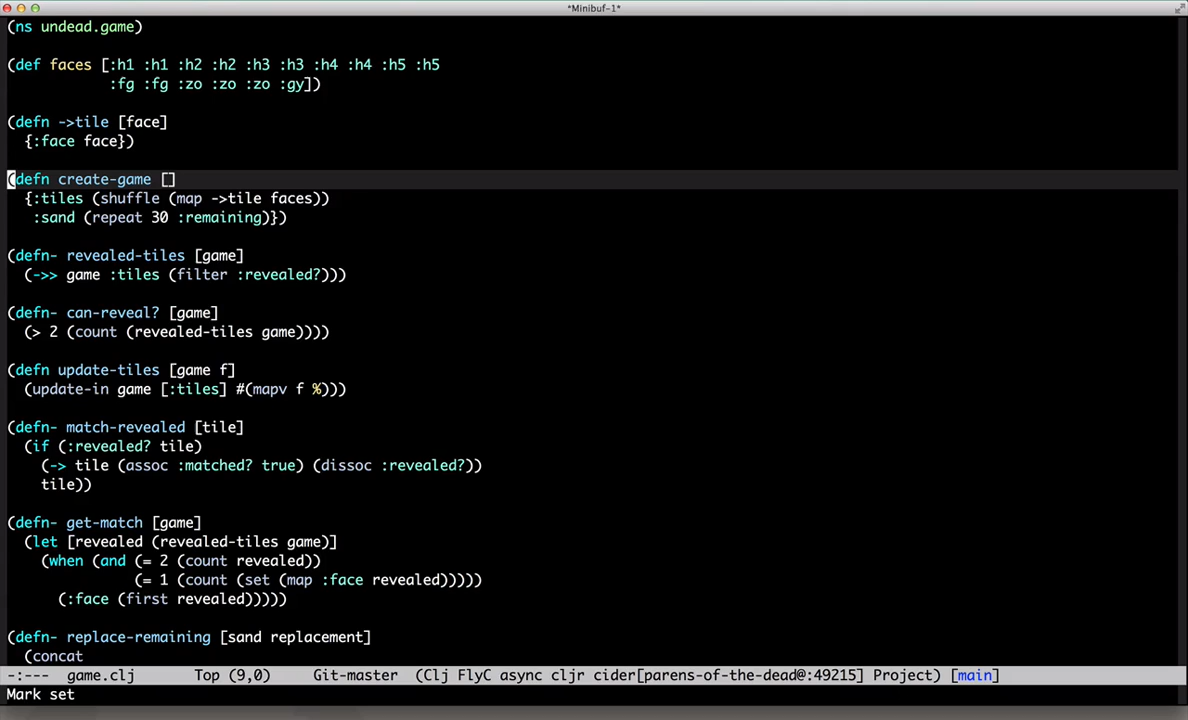 *Minibuf-1*
(ns undead.game)
(def faces [:h1 :h1 :h2 :h2 :h3 :h3 :h4 :h4 :h5 :h5
:fg :fg :zo :zo :zo :gy])
(defn ->tile [face]
{:face face})
(defn create-game []
{:tiles (shuffle (map ->tile faces))
:sand (repeat 30 :remaining)})
(defn- revealed-tiles [game]
(->> game :tiles (filter :revealed?)))
(defn- can-reveal? [game]
(> 2 (count (revealed-tiles game))))
(defn update-tiles [game f]
(update-in game [:tiles] #(mapv f %)))
(defn- match-revealed [tile]
(if (:revealed? tile)
(-> tile (assoc :matched? true) (dissoc :revealed?))
tile))
(defn- get-match [game]
(let [revealed (revealed-tiles game)]
(when (and (= 2 (count revealed))
(= 1 (count (set (map :face revealed)))))
(:face (first revealed)))))
(defn- replace-remaining [sand replacement]
(concat
-:--- game.clj Top (9,0) Git-master (Clj FlyC async cljr cider[parens-of-the-dead@:49215] Project) [main]
Mark set